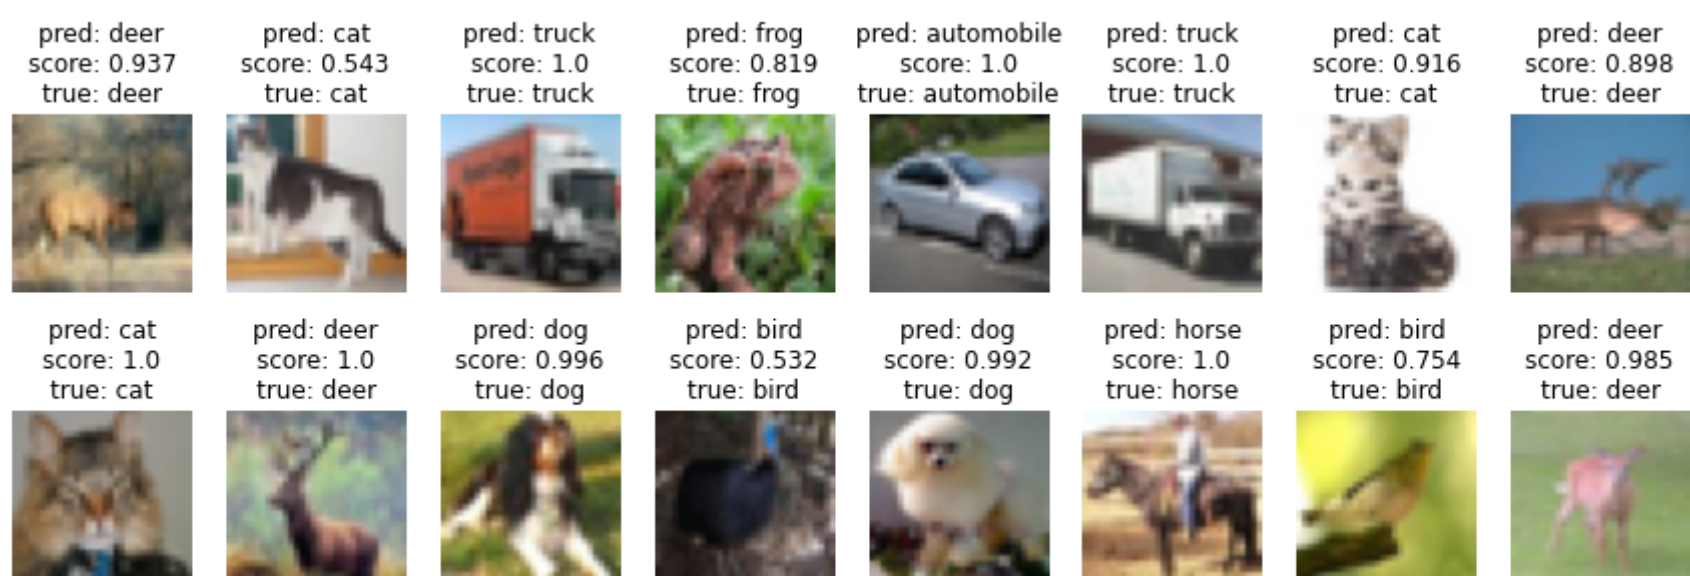 pred: deer
score: 0.937
true: deer
pred: cat
score: 0.543
true: cat
pred: truck
score: 1.0
true: truck
pred: frog
score: 0.819
true: frog
pred: automobile
score: 1.0
true: automobile
pred: truck
score: 1.0
true: truck
pred: cat
score: 0.916
true: cat
pred: deer
score: 0.898
true: deer
pred: cat
score: 1.0
true: cat
pred: deer
score: 1.0
true: deer
pred: dog
score: 0.996
true: dog
pred: bird
score: 0.532
true: bird
pred: dog
score: 0.992
true: dog
pred: horse
score: 1.0
true: horse
pred: bird
score: 0.754
true: bird
pred: deer
score: 0.985
true: deer